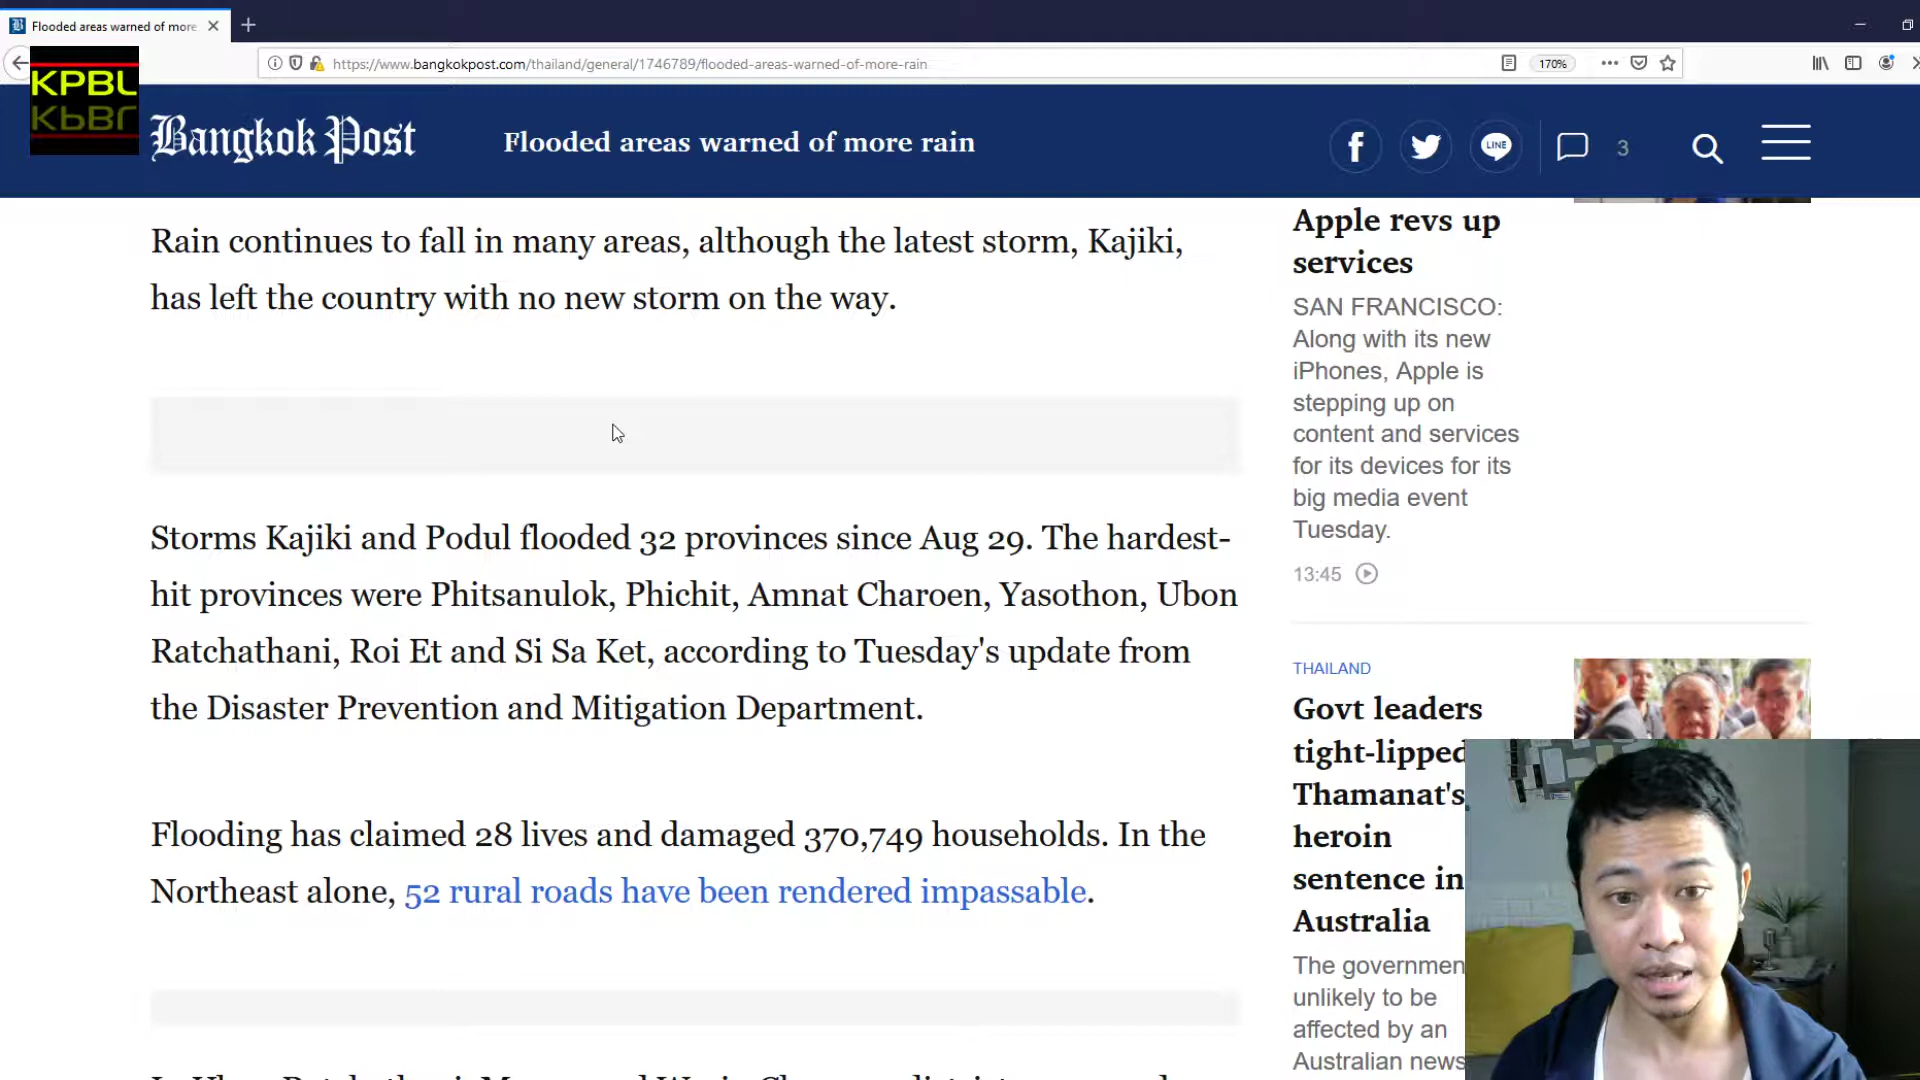 Flooded areas warned of more
KPBL
https://www.bangkokpost.com/thailand/general/1746789/flooded-areas-warned-of-more-rain
170%
Bangkok Post
Flooded areas warned of more rain
LINE
3
Rain continues to fall in many areas, although the latest storm, Kajiki,
has left the country with no new storm on the way.
Storms Kajiki and Podul flooded 32 provinces since Aug 29. The hardest-
hit provinces were Phitsanulok, Phichit, Amnat Charoen, Yasothon, Ubon
Ratchathani, Roi Et and Si Sa Ket, according to Tuesday's update from
the Disaster Prevention and Mitigation Department.
Flooding has claimed 28 lives and damaged 370,749 households. In the
Northeast alone, 52 rural roads have been rendered impassable.
Apple revs up
services
SAN FRANCISCO:
Along with its new
iPhones, Apple is
stepping up on
content and services
for its devices for its
big media event
Tuesday.
13:45
THAILAND
Govt leaders
tight-lipped
Thamanat's
heroin
sentence in
Australia
The governmen
unlikely to be
affected by an
Australian news